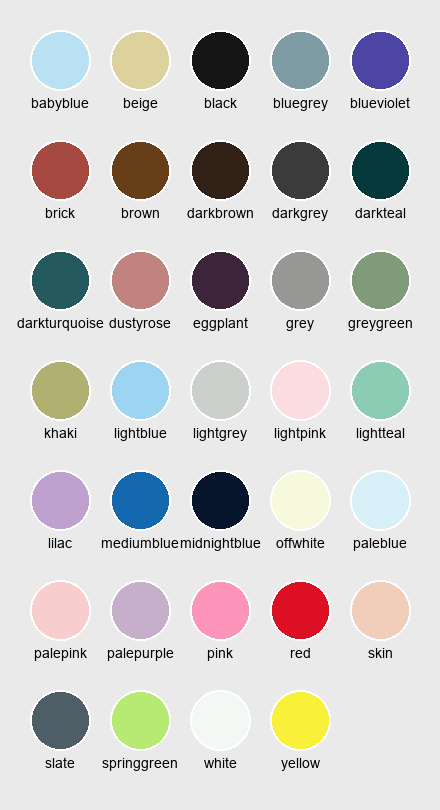 babyblue beige black bluegrey blueviolet
brick brown darkbrown darkgrey darkteal
darkturquoise dustyrose eggplant grey greygreen
khaki lightblue lightgrey lightpink lightteal
lilac mediumblue midnightblue offwhite paleblue
palepink palepurple pink red skin
slate springgreen white yellow